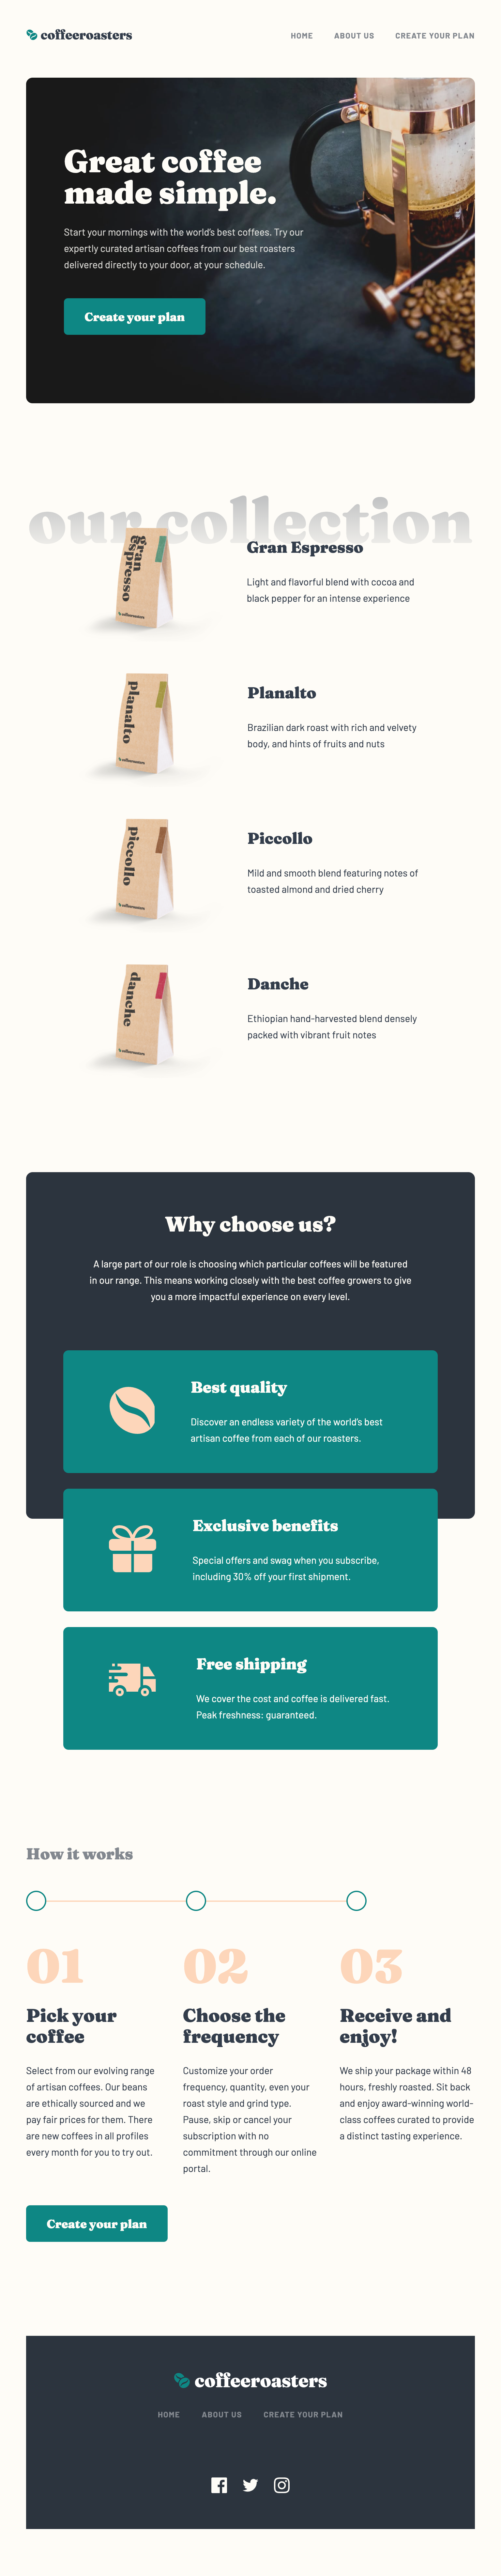 coffeeroasters
HOME ABOUT US CREATE YOUR PLAN
Great coffee
made simple.
Start your mornings with the world's best coffees. Try our
expertly curated artisan coffees from our best roasters
delivered directly to your door, at your schedule.
Create your plan
our collection
gran
espresso
coffeeroasters
Gran Espresso
Light and flavorful blend with cocoa and
black pepper for an intense experience
planalto
coffeeroasters
Planalto
Brazilian dark roast with rich and velvety
body, and hints of fruits and nuts
piccollo
coffeeroasters
Piccollo
Mild and smooth blend featuring notes of
toasted almond and dried cherry
danche
coffeeroasters
Danche
Ethiopian hand-harvested blend densely
packed with vibrant fruit notes
Why choose us?
A large part of our role is choosing which particular coffees will be featured
in our range. This means working closely with the best coffee growers to give
you a more impactful experience on every level.
Best quality
Discover an endless variety of the world's best
artisan coffee from each of our roasters.
Exclusive benefits
Special offers and swag when you subscribe,
including 30% off your first shipment.
Free shipping
We cover the cost and coffee is delivered fast.
Peak freshness: guaranteed.
How it works
01
Pick your
coffee
Select from our evolving range
of artisan coffees. Our beans
are ethically sourced and we
pay fair prices for them. There
are new coffees in all profiles
every month for you to try out.
02
Choose the
frequency
Customize your order
frequency, quantity, even your
roast style and grind type.
Pause, skip or cancel your
subscription with no
commitment through our online
portal.
03
Receive and
enjoy!
We ship your package within 48
hours, freshly roasted. Sit back
and enjoy award-winning world-
class coffees curated to provide
a distinct tasting experience.
Create your plan
coffeeroasters
HOME ABOUT US CREATE YOUR PLAN